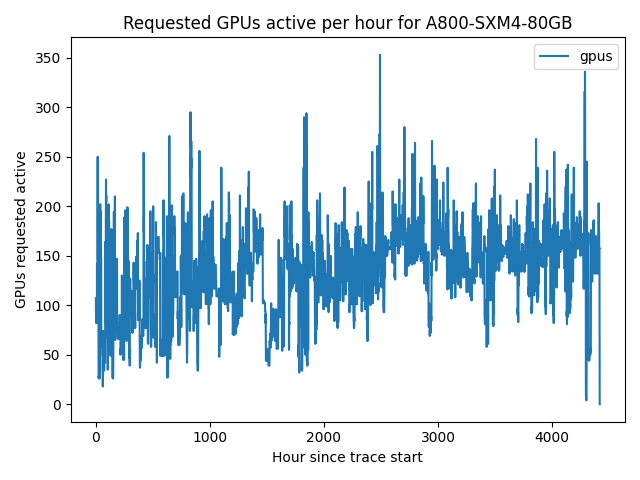 Requested GPUs active per hour for A800-SXM4-80GB
gpus
GPUs requested active
350
300
250
200
150
100
50
0
0 1000 2000 3000 4000
Hour since trace start